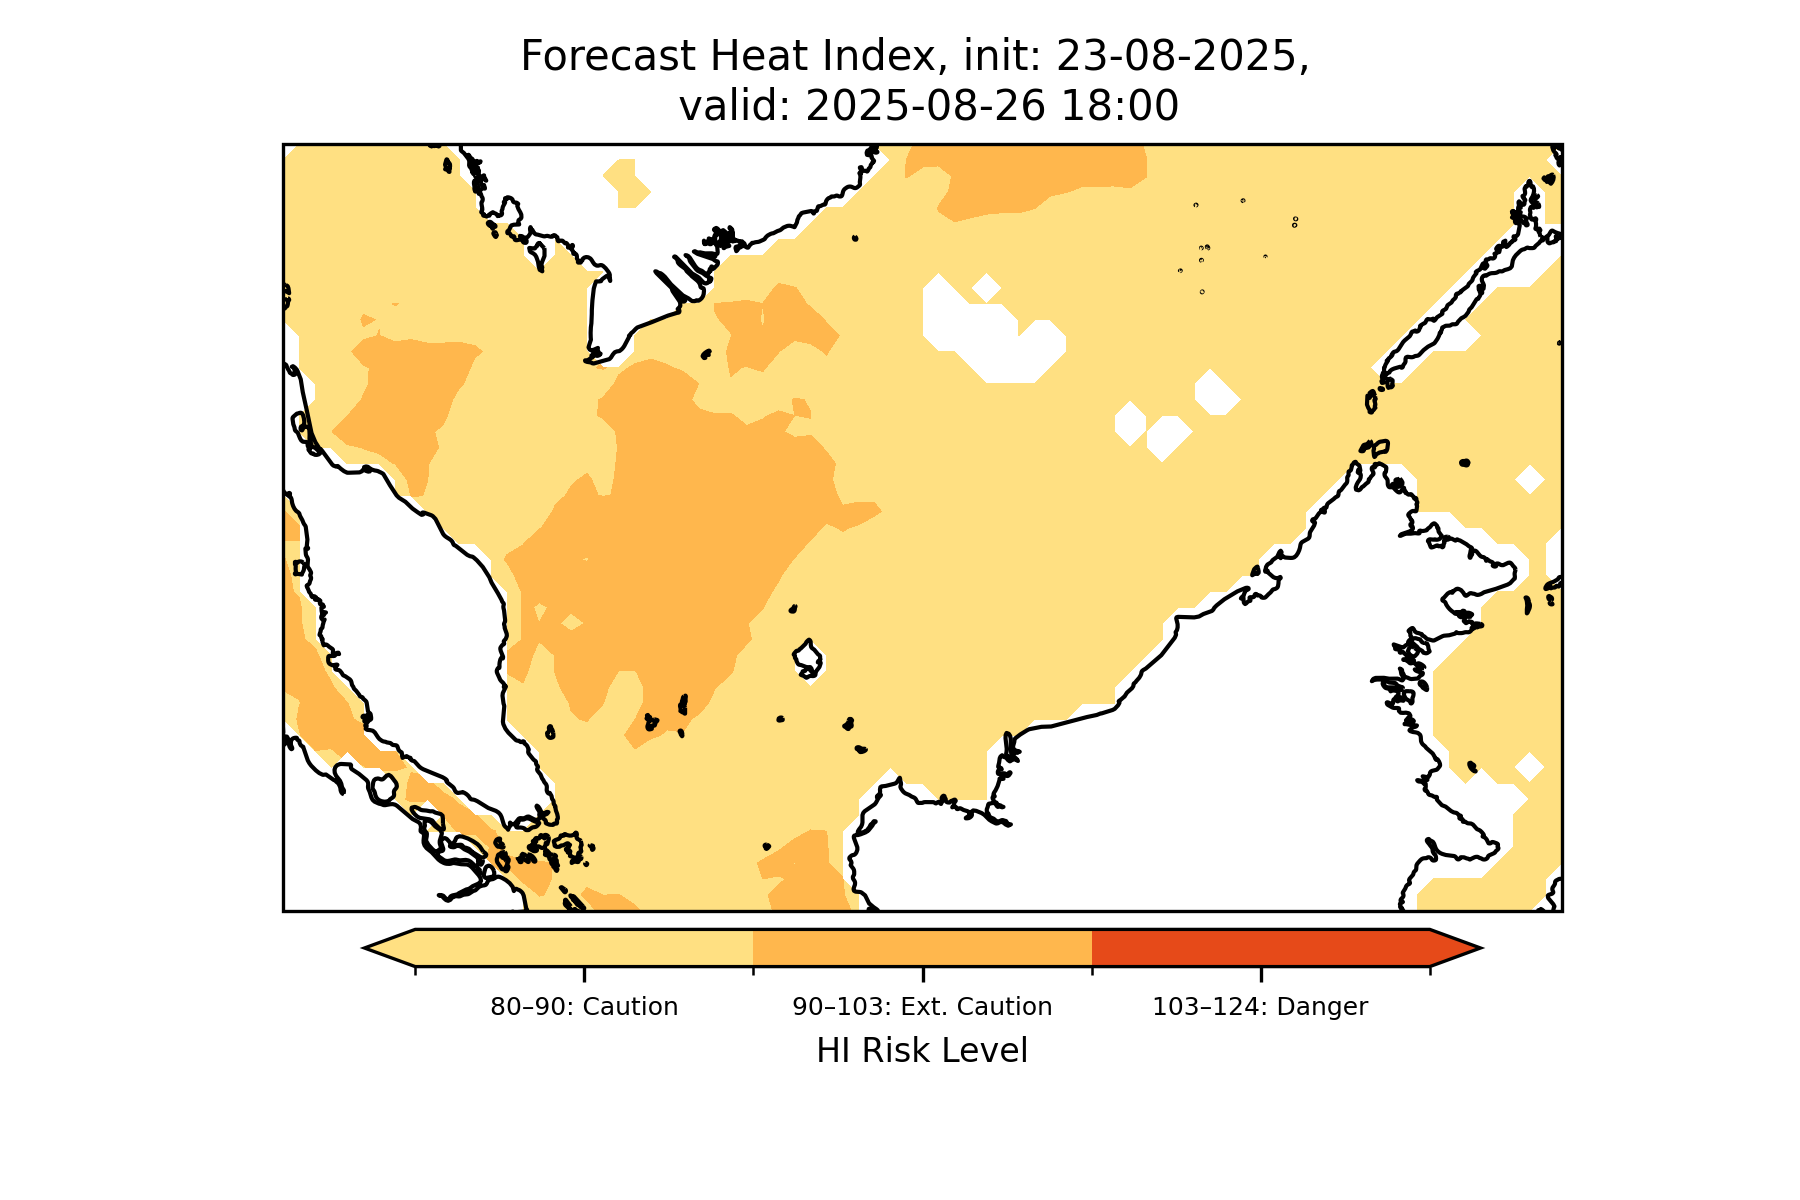 Forecast Heat Index, init: 23-08-2025,
valid: 2025-08-26 18:00
80–90: Caution
90–103: Ext. Caution
103–124: Danger
HI Risk Level